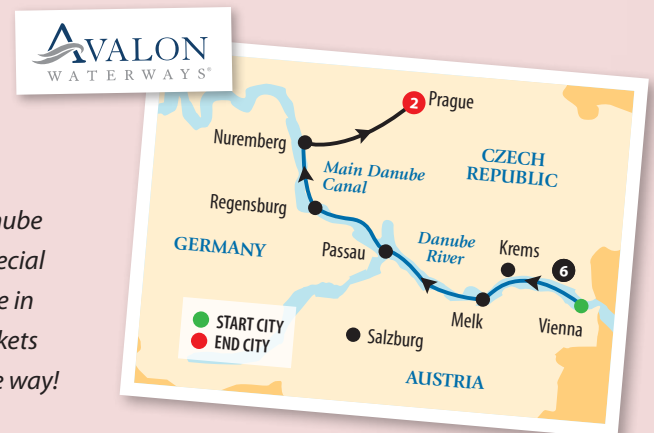 AVALON
WATERWAYS®
2 Prague
Nuremberg
CZECH
REPUBLIC
Main Danube
Canal
Regensburg
GERMANY
Passau
Danube
River
Krems
6
Melk
Vienna
START CITY
END CITY
Salzburg
AUSTRIA
ube
ecial
e in
kets
e way!